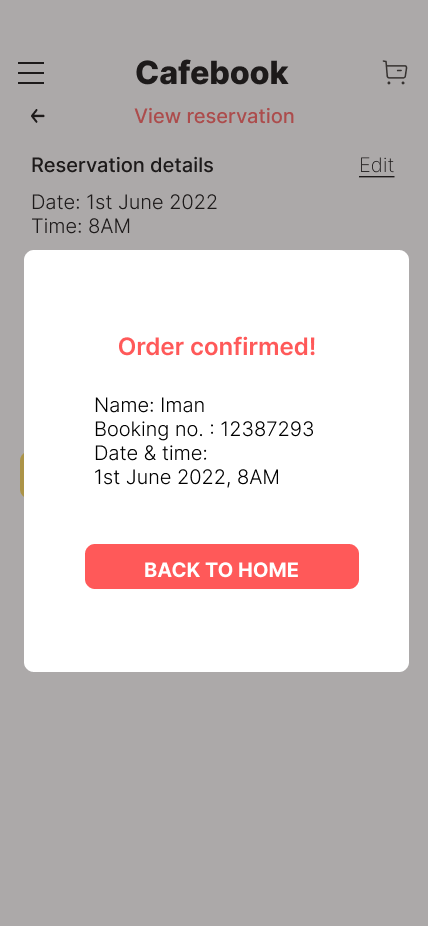 Cafebook
View reservation
Reservation details
Edit
Date: 1st June 2022
Time: 8AM
Order confirmed!
Name: Iman
Booking no. : 12387293
Date & time:
1st June 2022, 8AM
BACK TO HOME